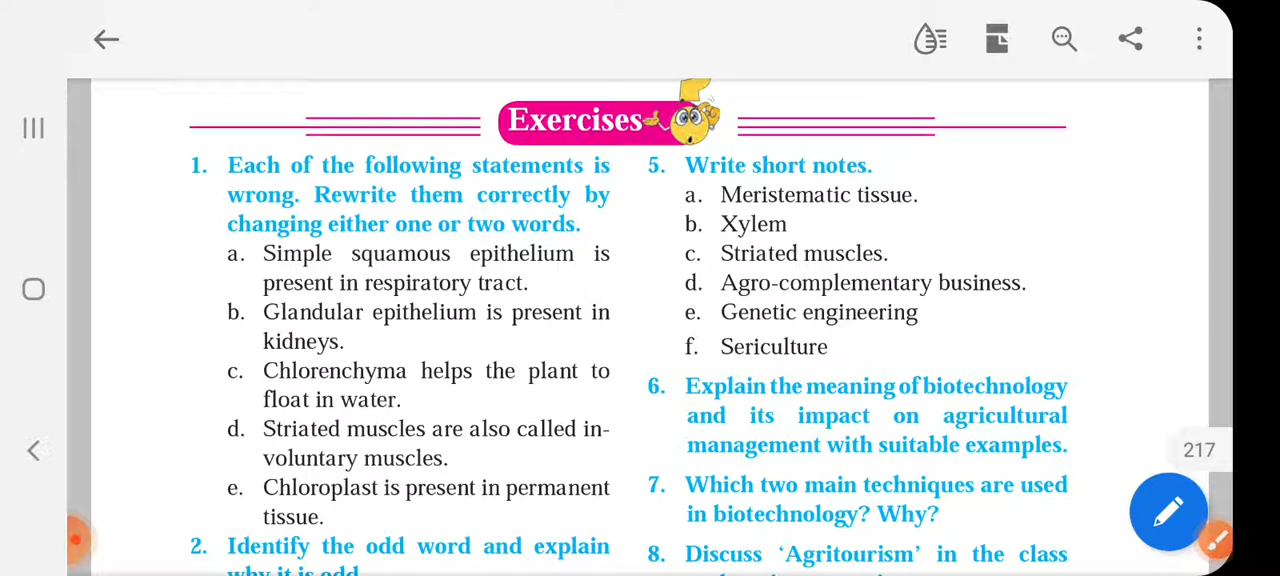 Exercises
1. Each of the following statements is
wrong. Rewrite them correctly by
changing either one or two words.
a. Simple squamous epithelium is
present in respiratory tract.
b. Glandular epithelium is present in
kidneys.
c. Chlorenchyma helps the plant to
float in water.
d. Striated muscles are also called in-
voluntary muscles.
e. Chloroplast is present in permanent
tissue.
2. Identify the odd word and explain
why it is odd
5. Write short notes.
a. Meristematic tissue.
b. Xylem
c. Striated muscles.
d. Agro-complementary business.
e. Genetic engineering
f. Sericulture
6. Explain the meaning of biotechnology
and its impact on agricultural
management with suitable examples.
7. Which two main techniques are used
in biotechnology? Why?
8. Discuss ‘Agritourism’ in the class
217